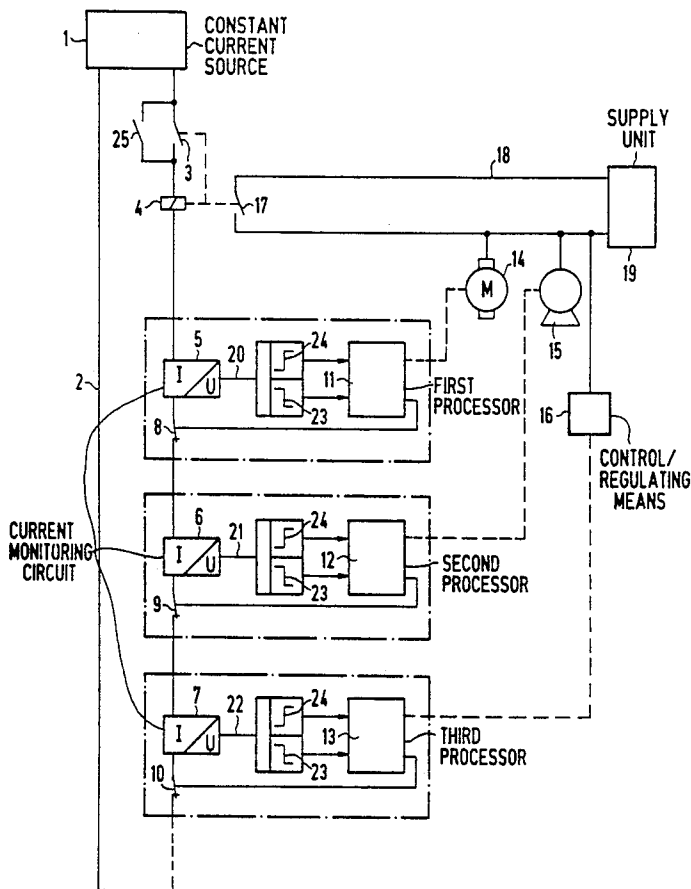 1
CONSTANT
CURRENT
SOURCE
25
3
4
17
18
SUPPLY
UNIT
19
14
M
15
2
5
I
U
20
24
23
11
FIRST
PROCESSOR
8
16
CONTROL/
REGULATING
MEANS
CURRENT
MONITORING
CIRCUIT
6
I
U
21
24
23
12
SECOND
PROCESSOR
9
7
I
U
22
24
23
13
THIRD
PROCESSOR
10